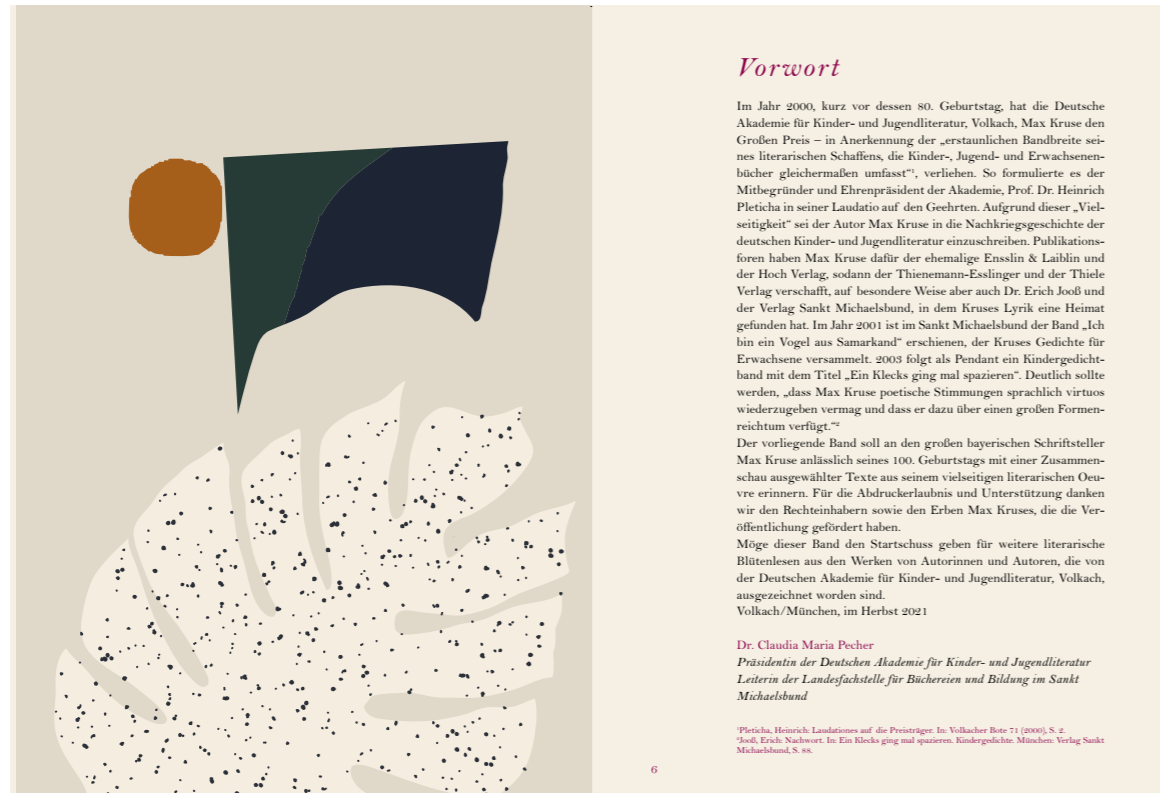 Vorwort
Im Jahr 2000, kurz vor dessen 80. Geburtstag, hat die Deutsche
Akademie für Kinder- und Jugendliteratur, Volkach, Max Kruse den
Großen Preis – in Anerkennung der „erstaunlichen Bandbreite sei-
nes literarischen Schaffens, die Kinder-, Jugend- und Erwachsenen-
bücher gleichermaßen umfasst“¹, verliehen. So formulierte es der
Mitbegründer und Ehrenpräsident der Akademie, Prof. Dr. Heinrich
Pleticha in seiner Laudatio auf den Geehrten. Aufgrund dieser „Viel-
seitigkeit“ sei der Autor Max Kruse in die Nachkriegsgeschichte der
deutschen Kinder- und Jugendliteratur einzuschreiben. Publikations-
foren haben Max Kruse dafür der ehemalige Ensslin & Laiblin und
der Hoch Verlag, sodann der Thienemann-Esslinger und der Thiele
Verlag verschafft, auf besondere Weise aber auch Dr. Erich Jooß und
der Verlag Sankt Michaelsbund, in dem Kruses Lyrik eine Heimat
gefunden hat. Im Jahr 2001 ist im Sankt Michaelsbund der Band „Ich
bin ein Vogel aus Samarkand“ erschienen, der Kruses Gedichte für
Erwachsene versammelt. 2003 folgt als Pendant ein Kindergedicht-
band mit dem Titel „Ein Klecks ging mal spazieren“. Deutlich sollte
werden, „dass Max Kruse poetische Stimmungen sprachlich virtuos
wiederzugeben vermag und dass er dazu über einen großen Formen-
reichtum verfügt.“²
Der vorliegende Band soll an den großen bayerischen Schriftsteller
Max Kruse anlässlich seines 100. Geburtstags mit einer Zusammen-
schau ausgewählter Texte aus seinem vielseitigen literarischen Oeu-
vre erinnern. Für die Abdruckerlaubnis und Unterstützung danken
wir den Rechteinhabern sowie den Erben Max Kruses, die die Ver-
öffentlichung gefördert haben.
Möge dieser Band den Startschuss geben für weitere literarische
Blütenlesen aus den Werken von Autorinnen und Autoren, die von
der Deutschen Akademie für Kinder- und Jugendliteratur, Volkach,
ausgezeichnet worden sind.
Volkach/München, im Herbst 2021
Dr. Claudia Maria Pecher
Präsidentin der Deutschen Akademie für Kinder- und Jugendliteratur
Leiterin der Landesfachstelle für Büchereien und Bildung im Sankt
Michaelsbund
¹Pleticha, Heinrich: Laudationes auf die Preisträger. In: Volkacher Bote 71 (2000), S. 2.
²Jooß, Erich: Nachwort. In: Ein Klecks ging mal spazieren. Kindergedichte. München: Verlag Sankt
Michaelsbund, S. 88.
6